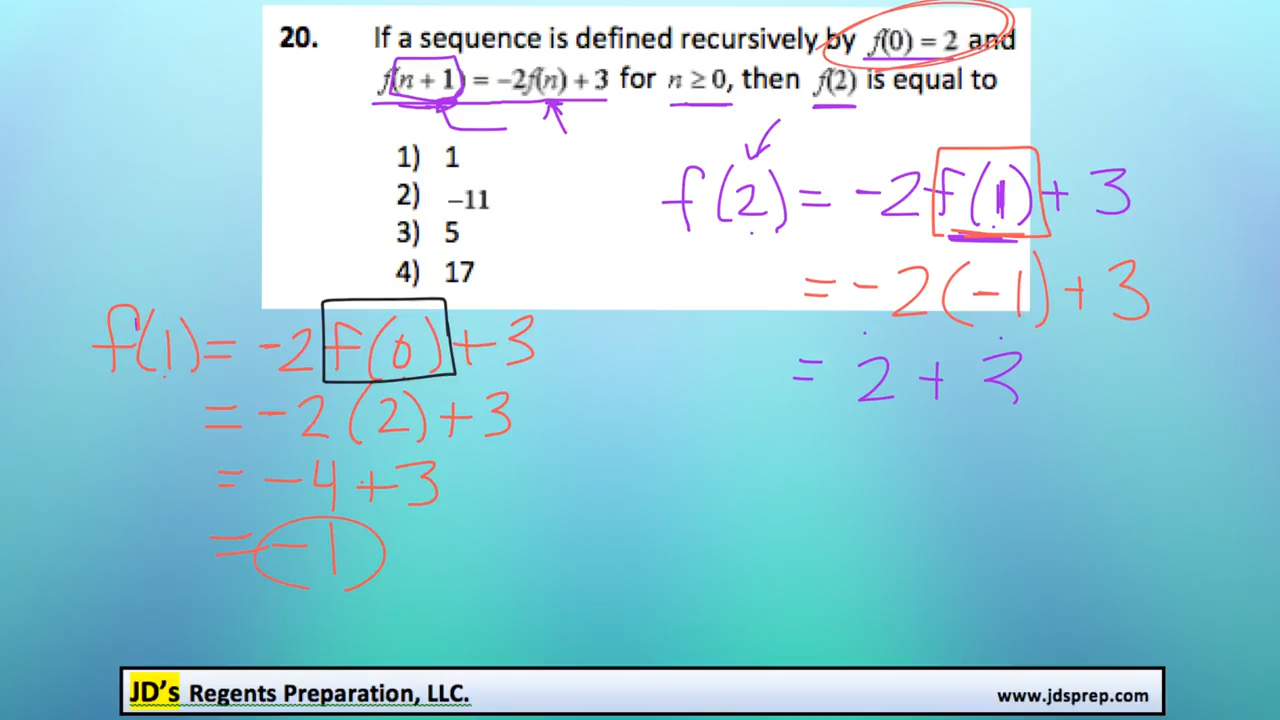 20. If a sequence is defined recursively by f(0) = 2 and
f(n + 1) = −2f(n) + 3 for n ≥ 0, then f(2) is equal to
1) 1
2) −11
3) 5
4) 17
f(2) = -2f(1) + 3
= -2(-1) + 3
= 2 + 3
f(1) = -2f(0) + 3
= -2(2) + 3
= -4 + 3
= -1
JD's Regents Preparation, LLC.
www.jdsprep.com